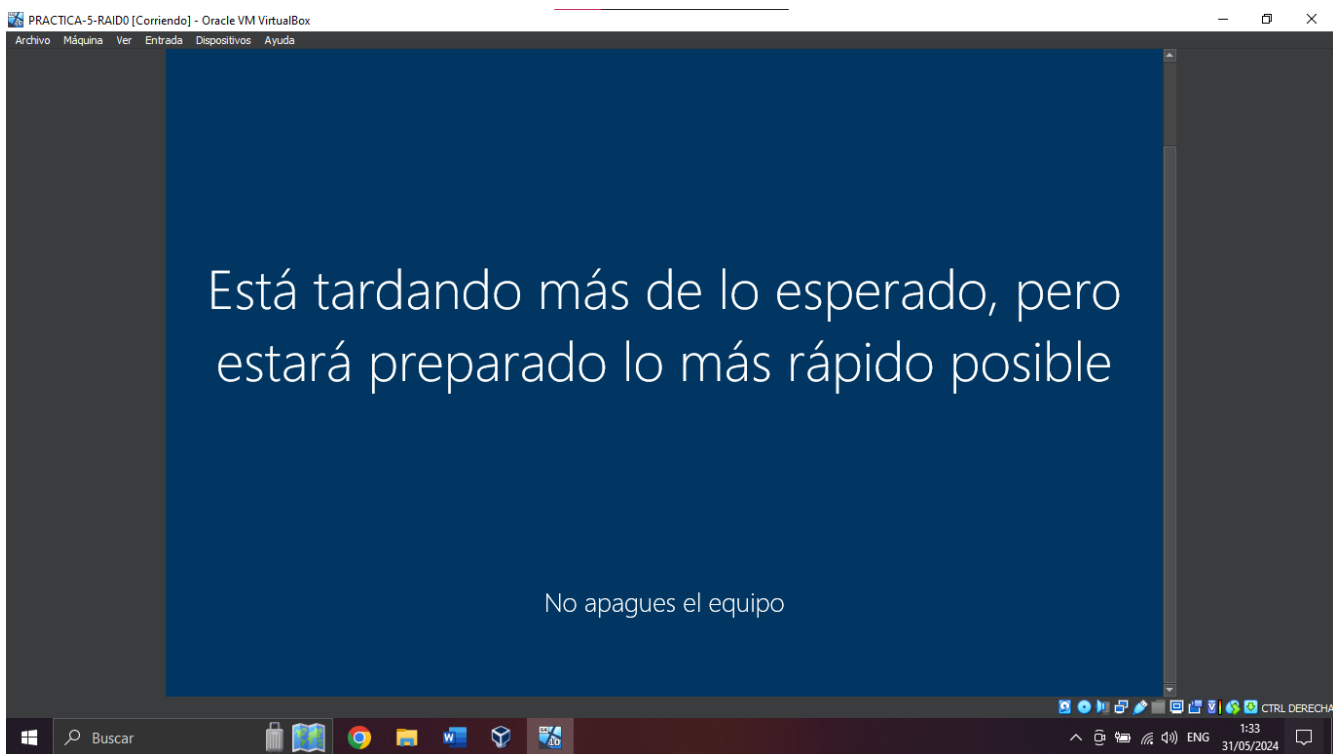 PRACTICA-5-RAID0 [Corriendo] - Oracle VM VirtualBox
Archivo Máquina Ver Entrada Dispositivos Ayuda
Está tardando más de lo esperado, pero
estará preparado lo más rápido posible
No apagues el equipo
CTRL DERECHA
Buscar
ENG
1:33
31/05/2024